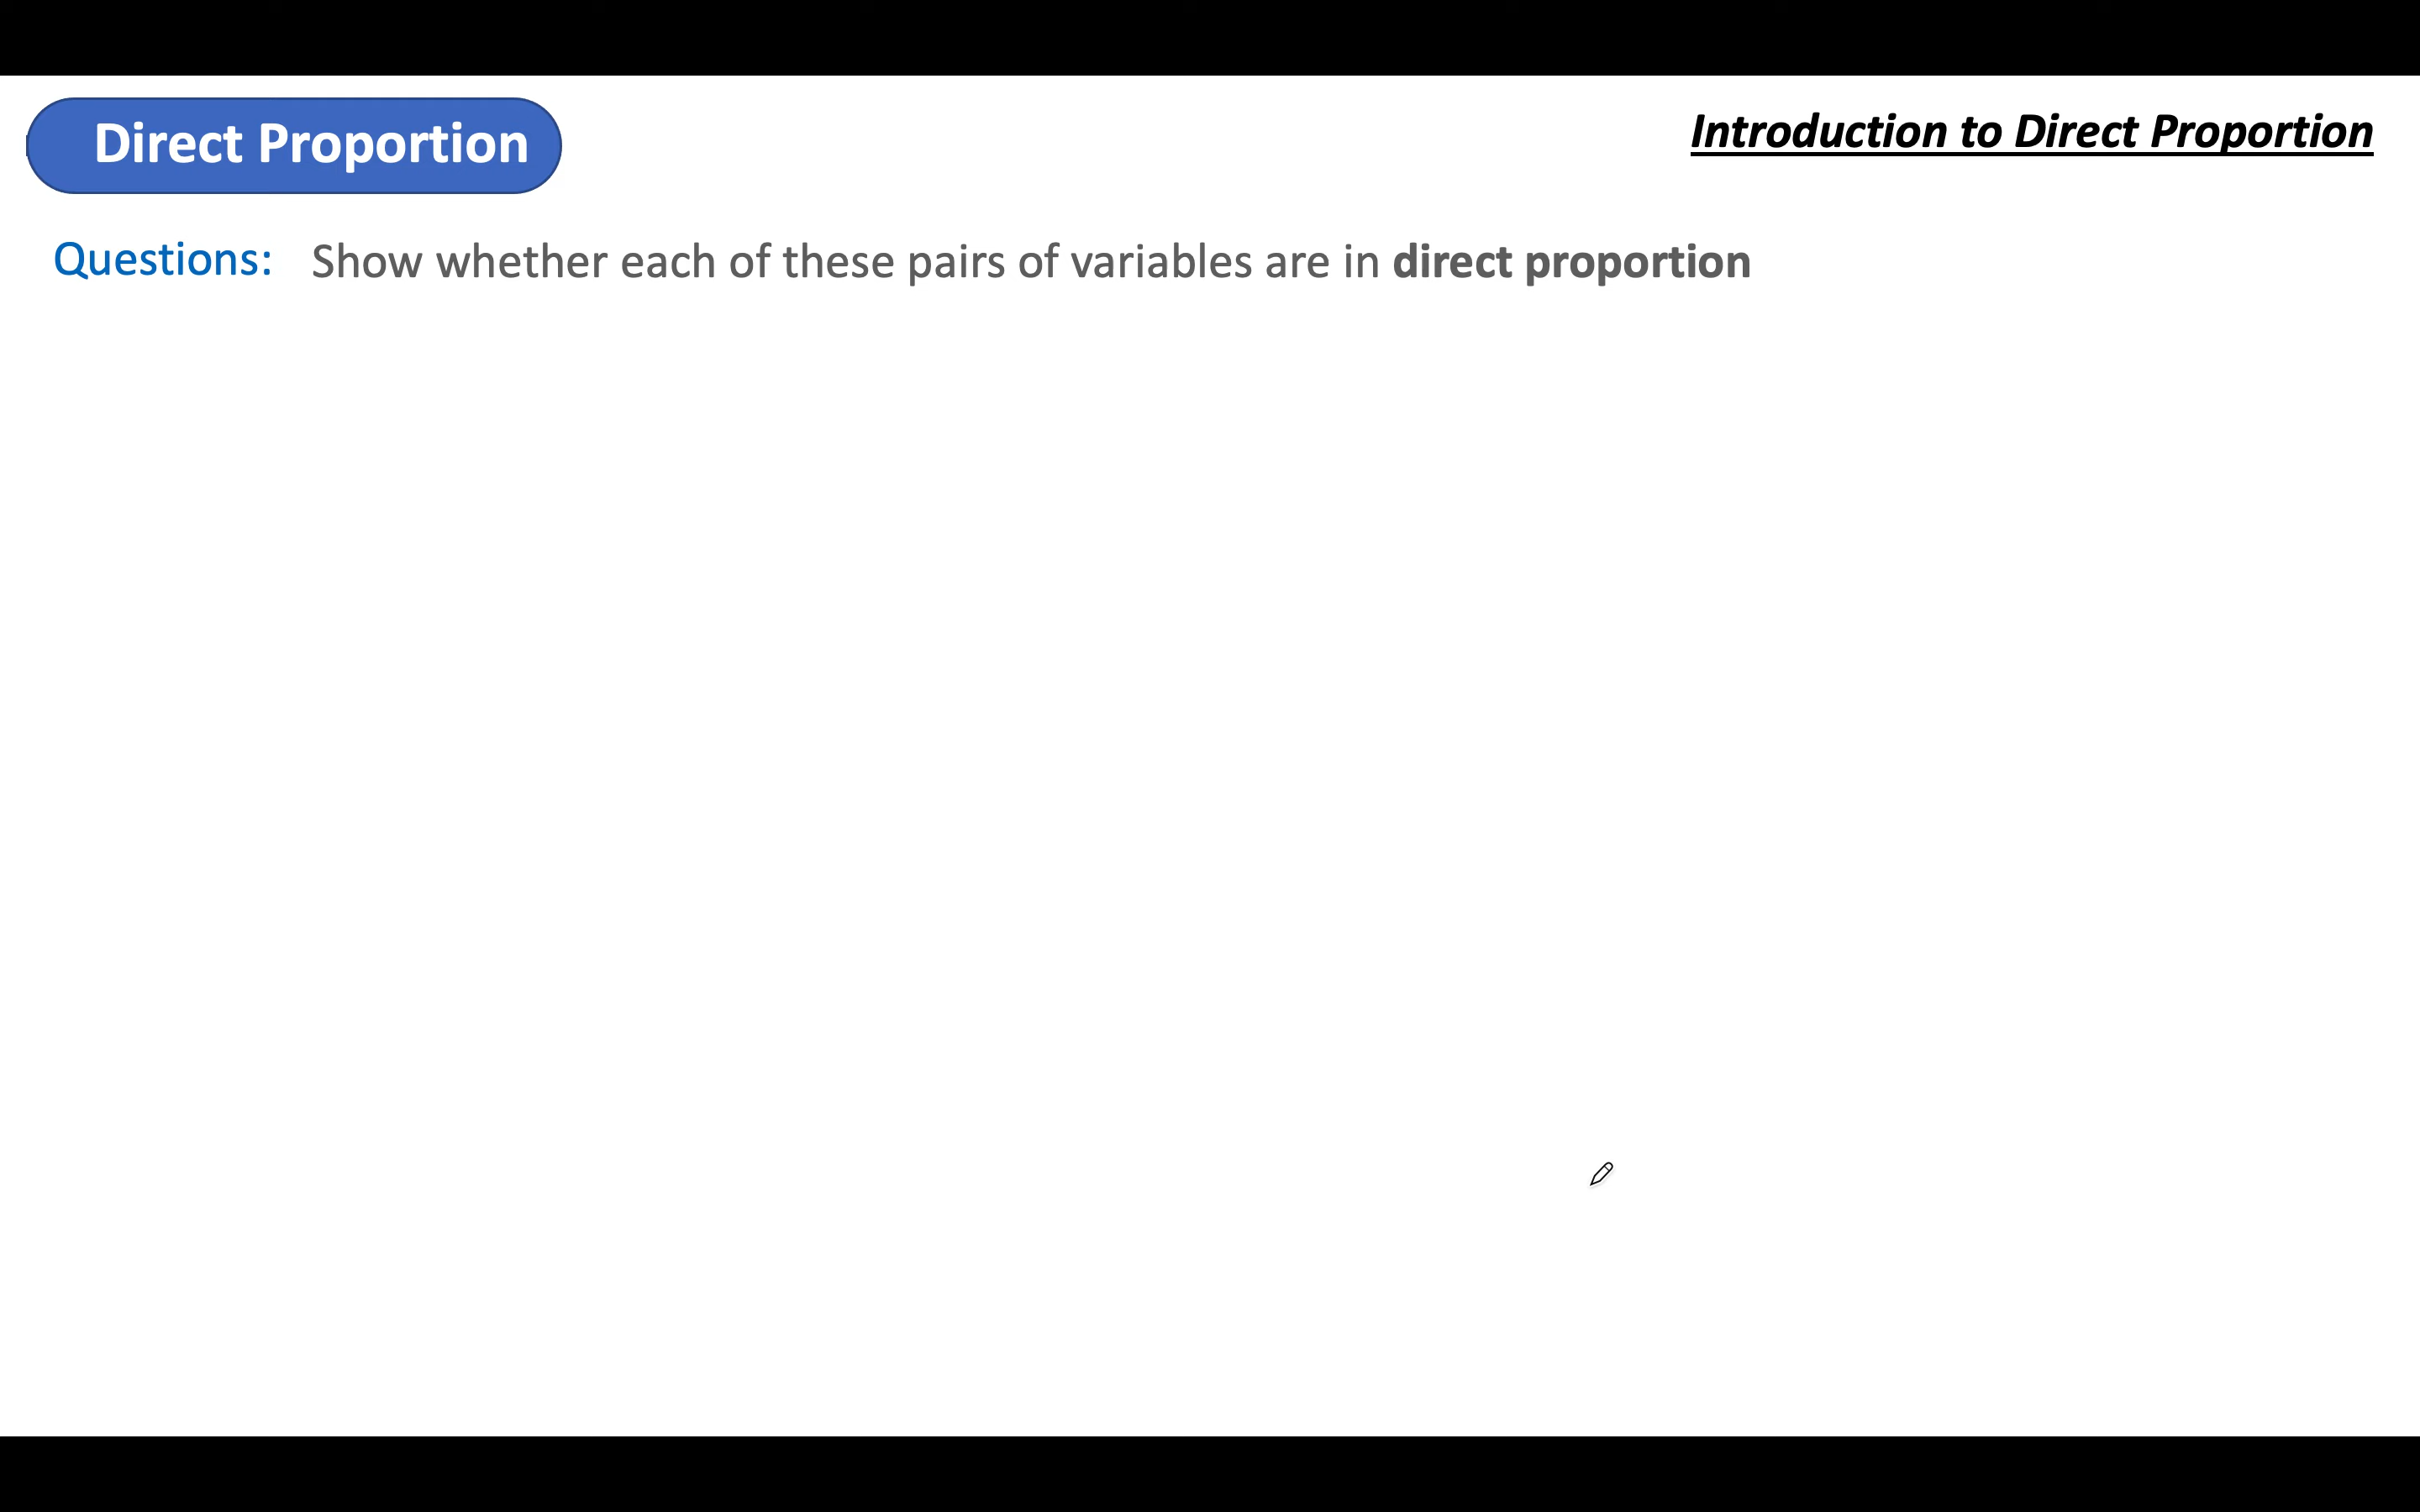 Direct Proportion
Introduction to Direct Proportion
Questions: Show whether each of these pairs of variables are in direct proportion